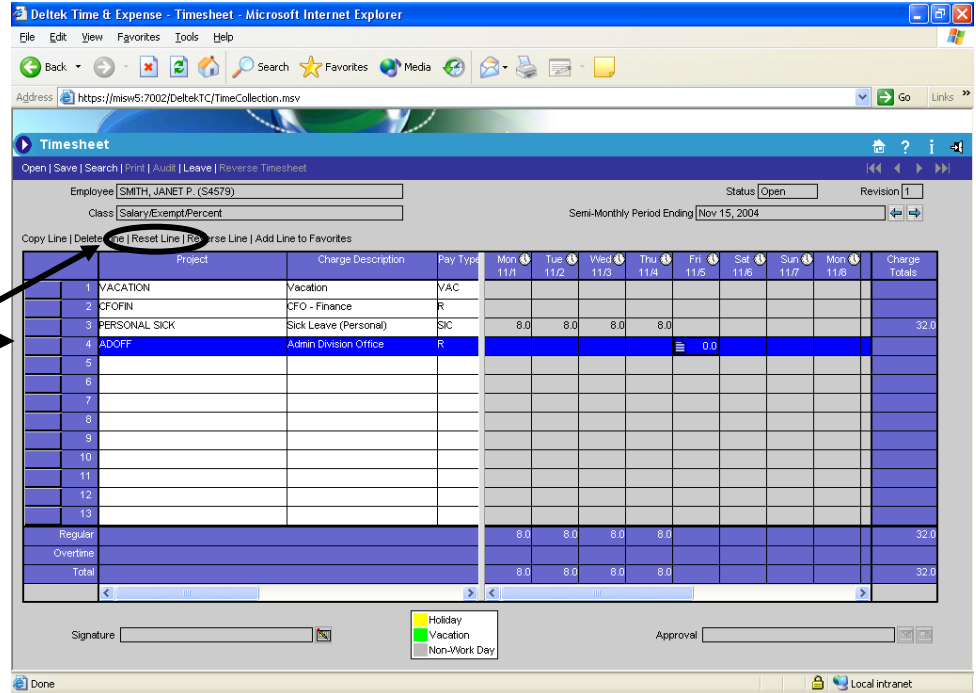 Deltek Time & Expense - Timesheet - Microsoft Internet Explorer
File Edit View Favorites Tools Help
Back Search Favorites Media
Address https://misw5:7002/DeltekTC/TimeCollection.msv Go Links »
Timesheet
Open | Save | Search | Print | Audit | Leave | Reverse Timesheet
Employee SMITH, JANET P. (S4579) Status Open Revision 1
Class Salary/Exempt/Percent Semi-Monthly Period Ending Nov 15, 2004
Copy Line | Delete Line | Reset Line | Reverse Line | Add Line to Favorites
Project Charge Description Pay Type Mon 11/1 Tue 11/2 Wed 11/3 Thu 11/4 Fri 11/5 Sat 11/6 Sun 11/7 Mon 11/8 Charge Totals
1 VACATION Vacation VAC
2 CFOFIN CFO - Finance R
3 PERSONAL SICK Sick Leave (Personal) SIC 8.0 8.0 8.0 8.0 32.0
4 ADOFF Admin Division Office R 0.0
5
6
7
8
9
10
11
12
13
Regular 8.0 8.0 8.0 8.0 32.0
Overtime
Total 8.0 8.0 8.0 8.0 32.0
Holiday
Signature Vacation Approval
Non-Work Day
Done Local intranet